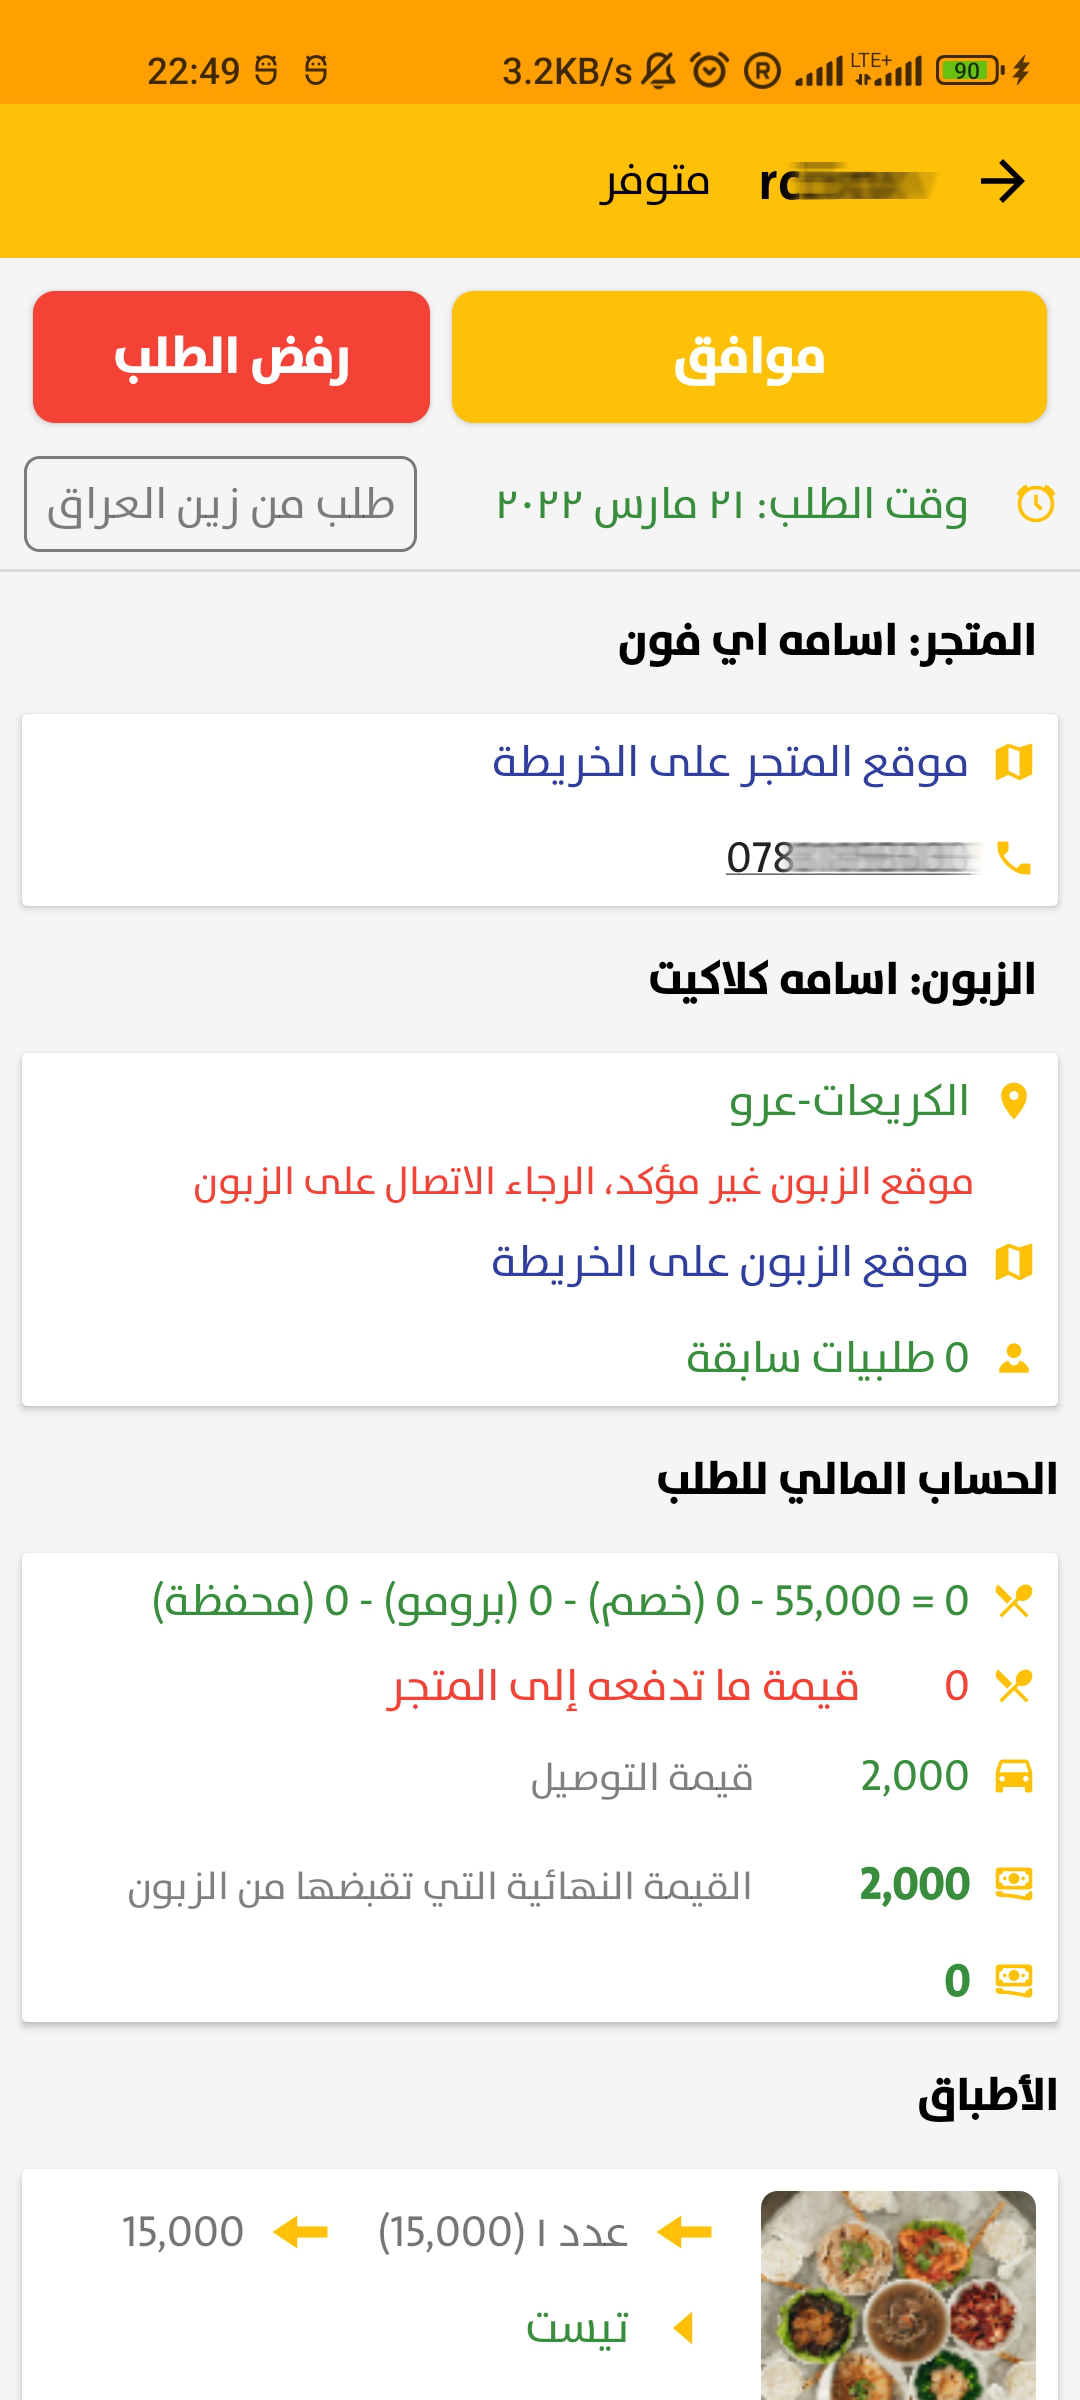 22:49 3.2KB/s LTE+ 90
متوفر
موافق رفض الطلب
وقت الطلب: ٢١ مارس ٢٠٢٢ طلب من زين العراق
المتجر: اسامه اي فون
موقع المتجر على الخريطة
078
الزبون: اسامه كلاكيت
الكريعات-عرو
موقع الزبون غير مؤكد، الرجاء الاتصال على الزبون
موقع الزبون على الخريطة
0 طلبيات سابقة
الحساب المالي للطلب
0 = 55,000 - 0 (خصم) - 0 (برومو) - 0 (محفظة)
0 قيمة ما تدفعه إلى المتجر
2,000 قيمة التوصيل
2,000 القيمة النهائية التي تقبضها من الزبون
0
الأطباق
عدد ١ (15,000) 15,000
تيست